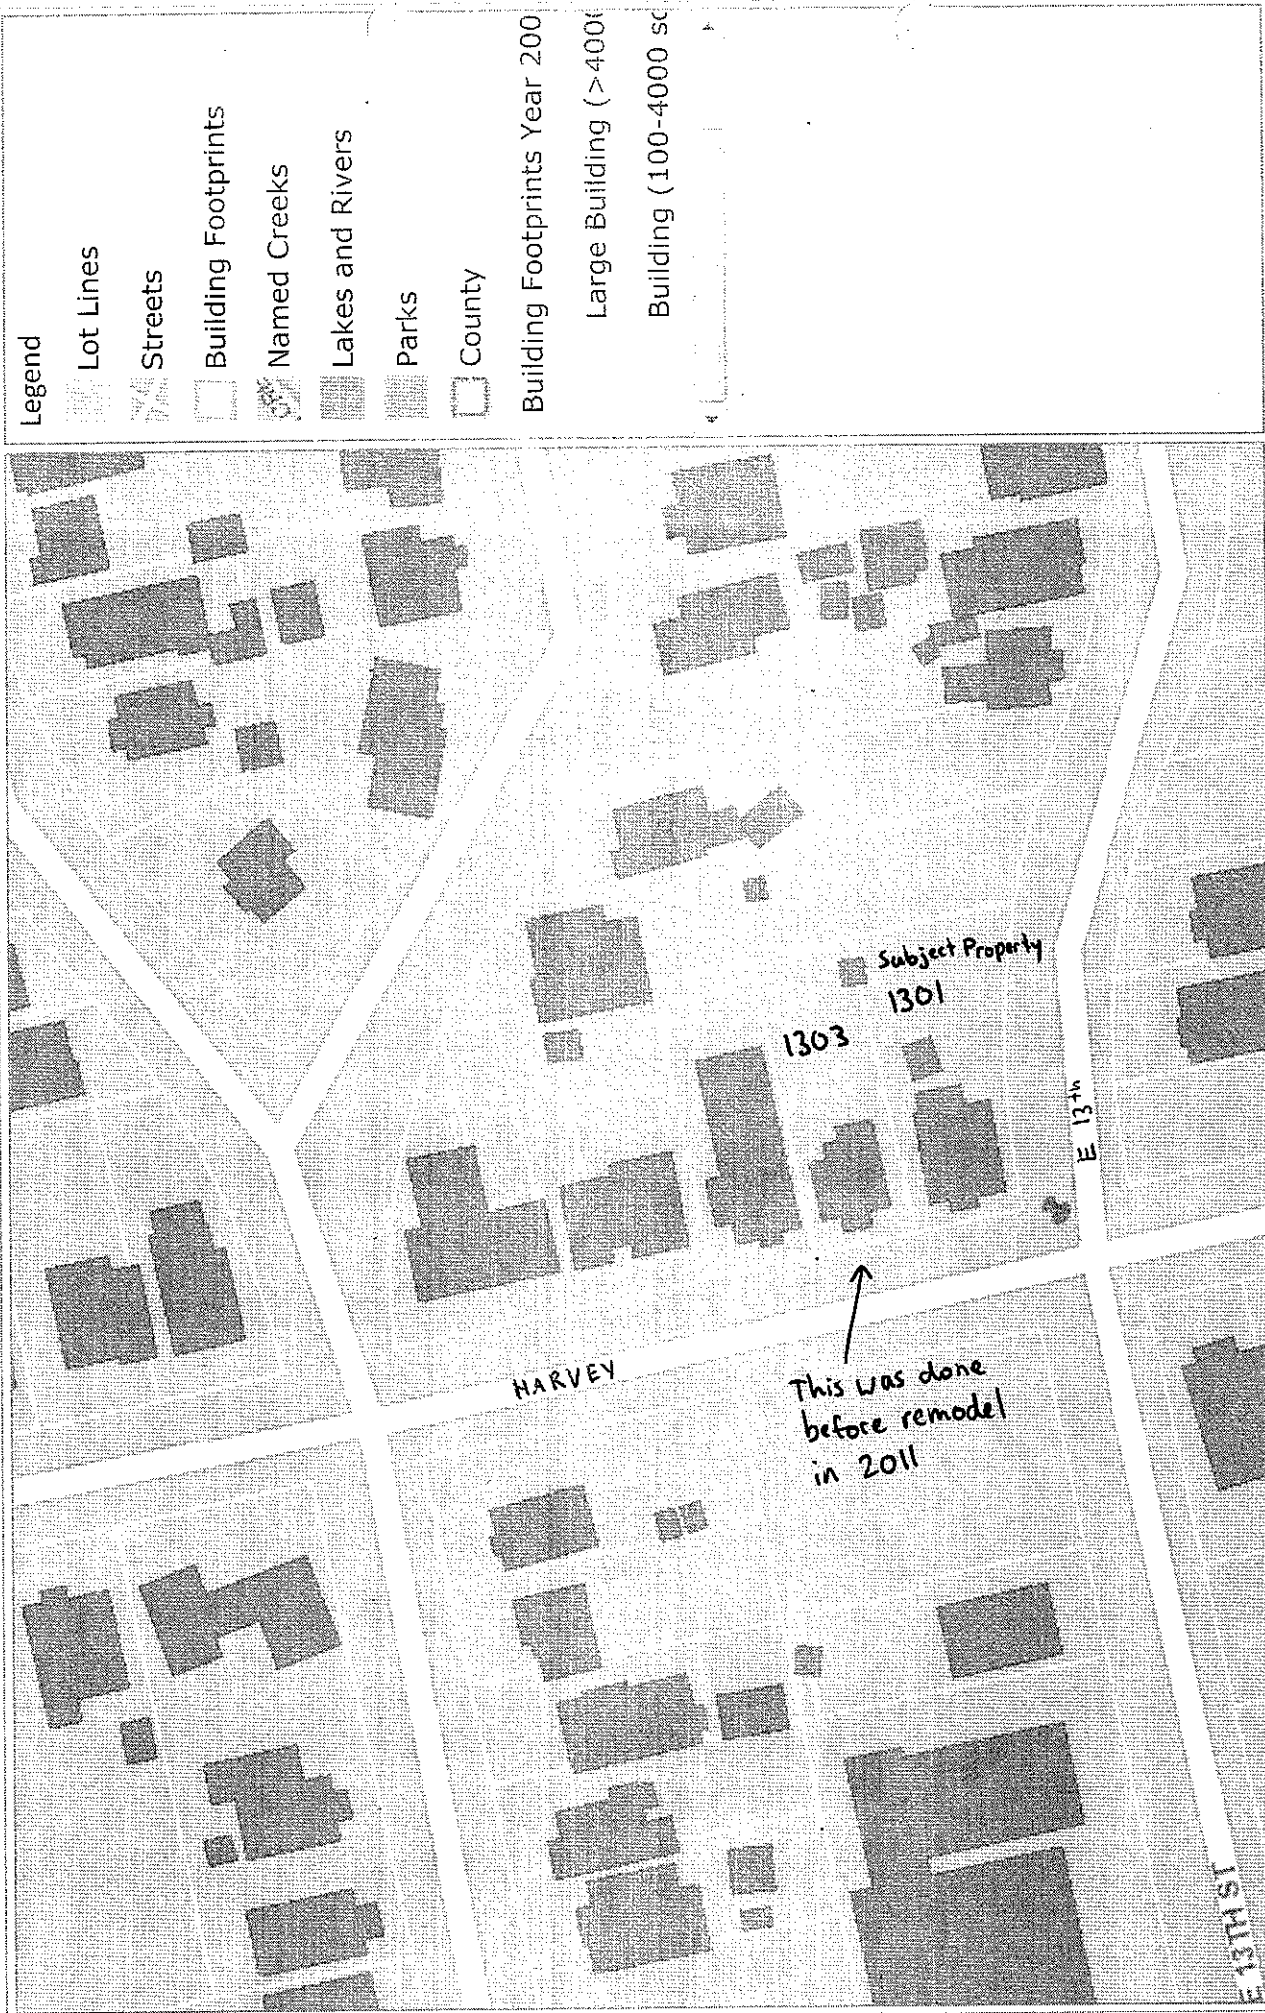 Legend
Lot Lines
Streets
Building Footprints
Named Creeks
Lakes and Rivers
Parks
County
Building Footprints Year 200
Large Building (>400
Building (100-4000 sq
Subject Property
1301
1303
E 13th
HARVEY
This was done
before remodel
in 2011
E 13TH ST